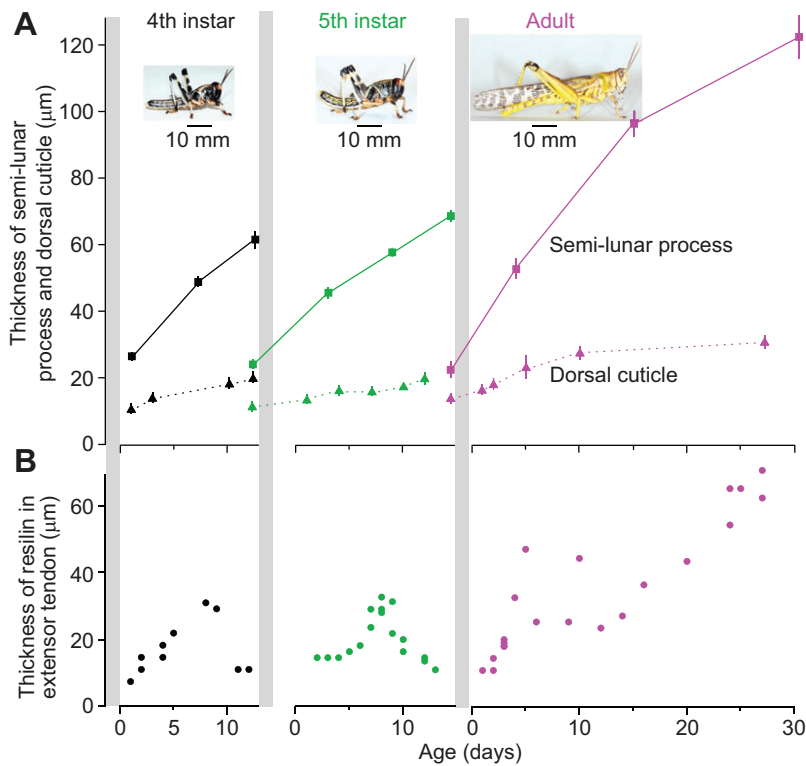 A
4th instar
5th instar
Adult
10 mm
10 mm
10 mm
Thickness of semi-lunar
process and dorsal cuticle (μm)
120
100
80
60
40
20
0
Semi-lunar process
Dorsal cuticle
B
Thickness of resilin in
extensor tendon (μm)
60
40
20
0
0
5
10
0
10
0
10
20
30
Age (days)